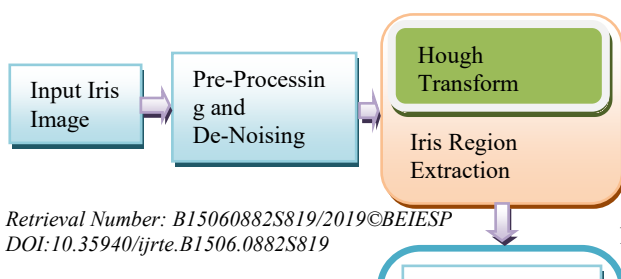 Input Iris
Image
Pre-Processin
g and
De-Noising
Hough
Transform
Iris Region
Extraction
Retrieval Number: B15060882S819/2019©BEIESP
DOI:10.35940/ijrte.B1506.0882S819